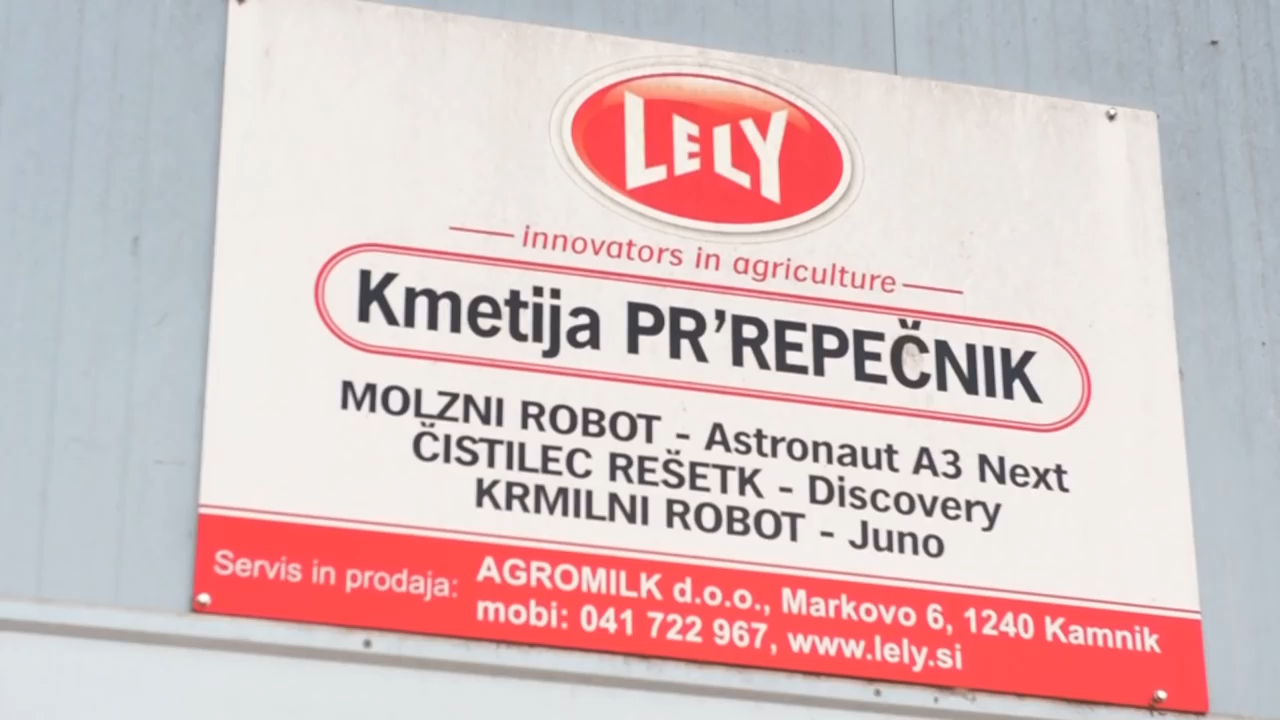 LELY
innovators in agriculture
Kmetija PR'REPEČNIK
MOLZNI ROBOT - Astronaut A3 Next
ČISTILEC REŠETK - Discovery
KRMILNI ROBOT - Juno
Servis in prodaja: AGROMILK d.o.o., Markovo 6, 1240 Kamnik
mobi: 041 722 967, www.lely.si